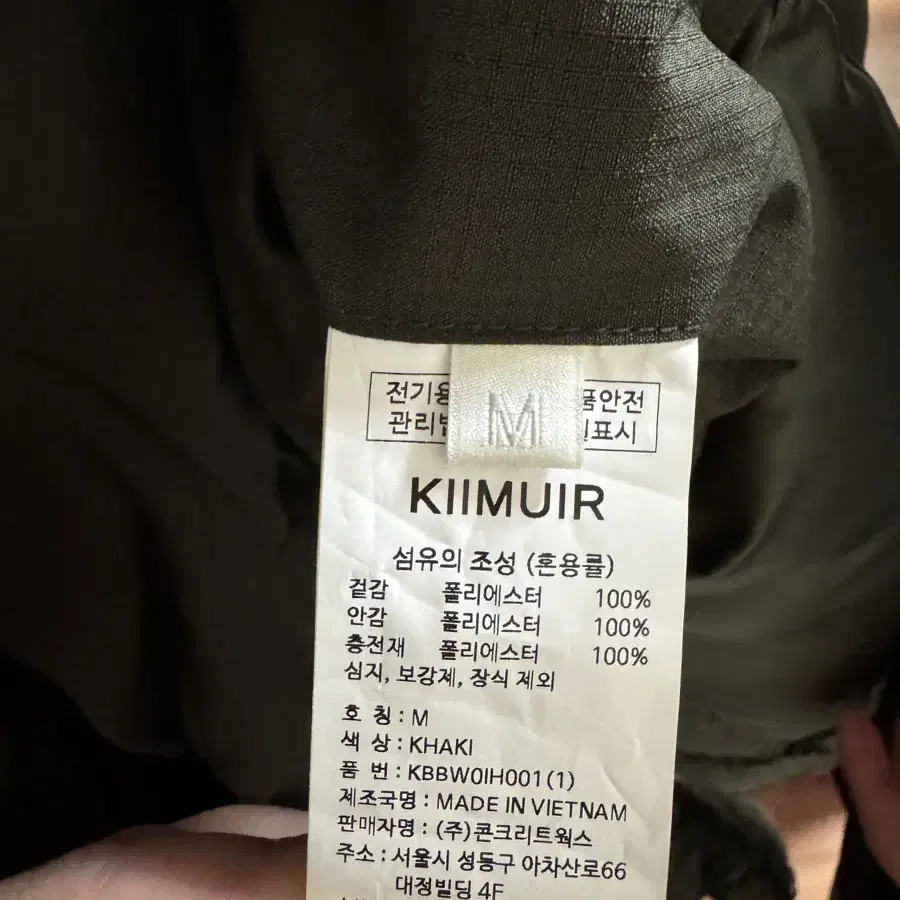 전기용 품안전
관리법 인표시
M
KIIMUIR
섬유의 조성 (혼용률)
겉감 폴리에스터 100%
안감 폴리에스터 100%
충전재 폴리에스터 100%
심지, 보강제, 장식 제외
호 칭 : M
색 상 : KHAKI
품 번 : KBBW0IH001(1)
제조국명 : MADE IN VIETNAM
판매자명 : (주)콘크리트웍스
주소 : 서울시 성동구 아차산로66
대정빌딩 4F